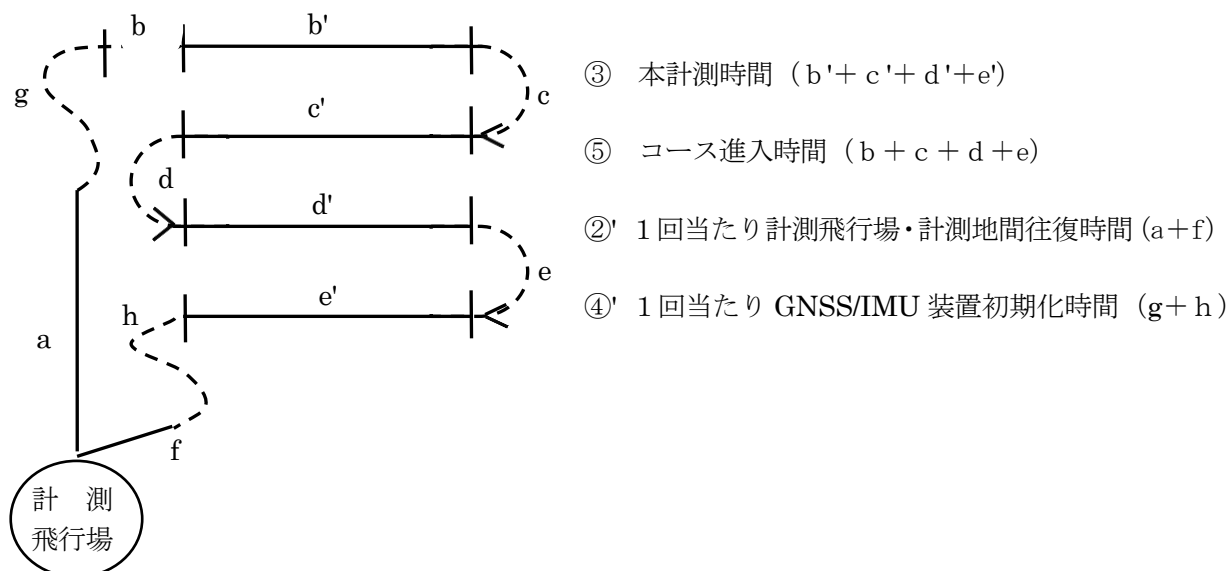 b
b'
g
c
c'
d
d'
e
e'
h
a
f
計 測
飛行場
③ 本計測時間（b'+ c'+ d'+e'）
⑤ コース進入時間（b + c + d +e）
②' 1回当たり計測飛行場・計測地間往復時間(a+f)
④' 1回当たり GNSS/IMU 装置初期化時間（g+ h）